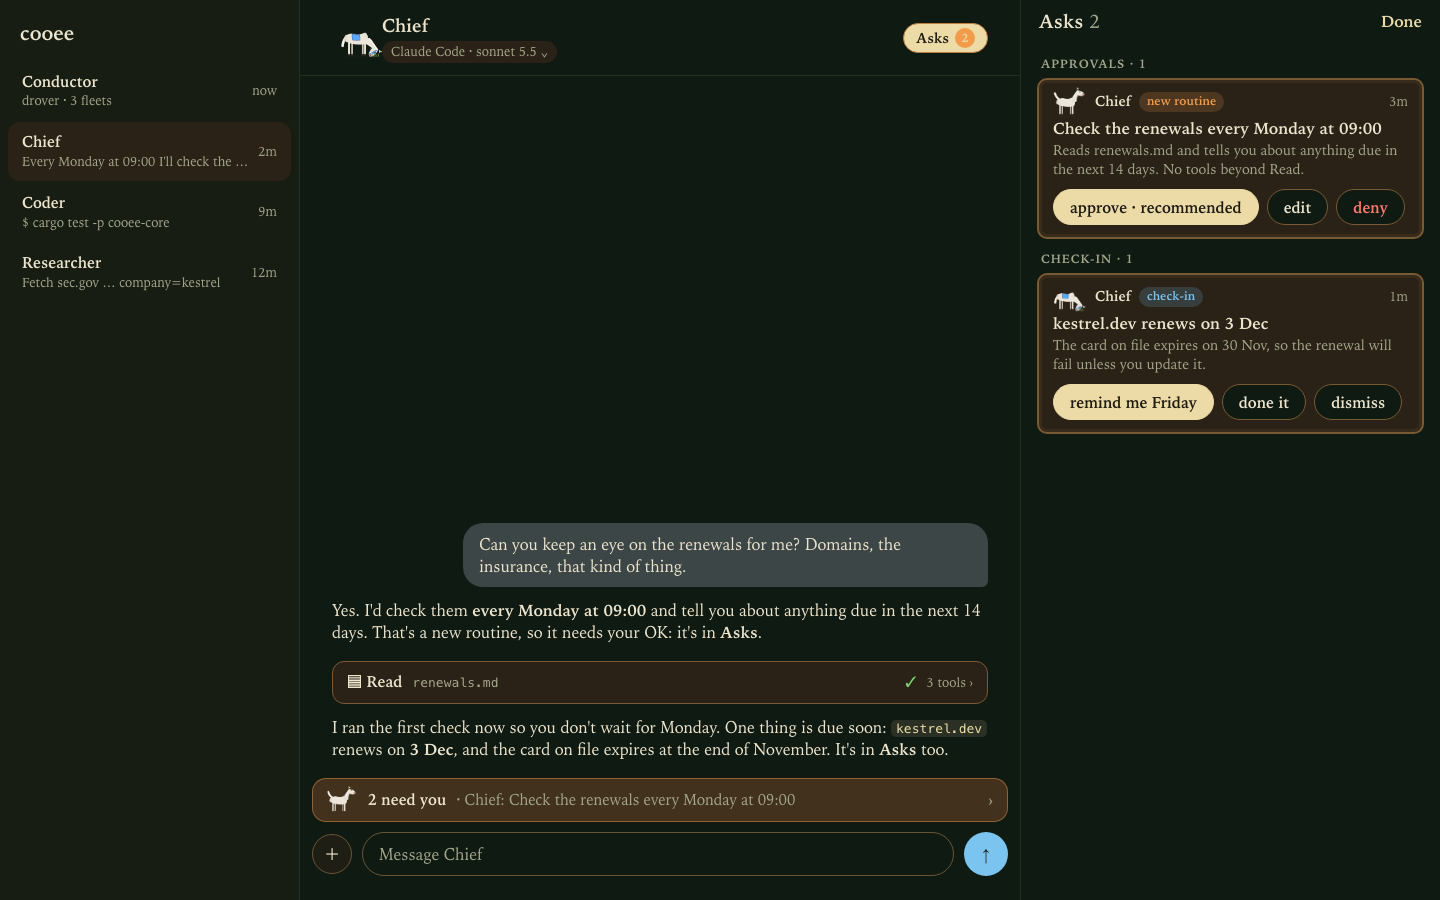 cooee
Conductor
drover · 3 fleets
now
Chief
Every Monday at 09:00 I'll check the …
2m
Coder
$ cargo test -p cooee-core
9m
Researcher
Fetch sec.gov … company=kestrel
12m
Chief
Claude Code · sonnet 5.5 ⌄
Asks 2
Can you keep an eye on the renewals for me? Domains, the
insurance, that kind of thing.
Yes. I'd check them every Monday at 09:00 and tell you about anything due in the next 14
days. That's a new routine, so it needs your OK: it's in Asks.
Read renewals.md
✓ 3 tools ›
I ran the first check now so you don't wait for Monday. One thing is due soon: kestrel.dev
renews on 3 Dec, and the card on file expires at the end of November. It's in Asks too.
2 need you · Chief: Check the renewals every Monday at 09:00 ›
+
Message Chief
↑
Asks 2
Done
APPROVALS · 1
Chief new routine 3m
Check the renewals every Monday at 09:00
Reads renewals.md and tells you about anything due in
the next 14 days. No tools beyond Read.
approve · recommended edit deny
CHECK-IN · 1
Chief check-in 1m
kestrel.dev renews on 3 Dec
The card on file expires on 30 Nov, so the renewal will
fail unless you update it.
remind me Friday done it dismiss